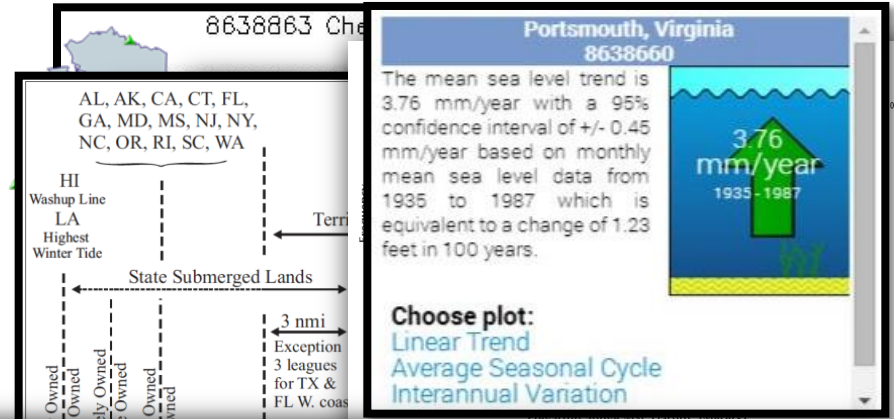 8638863 Che
AL, AK, CA, CT, FL,
GA, MD, MS, NJ, NY,
NC, OR, RI, SC, WA
HI
Washup Line
LA
Highest
Winter Tide
Terri
State Submerged Lands
3 nmi
Exception
3 leagues
for TX &
FL W. coas
Owned
Owned
ely Owned
Owned
Owned
wned
Portsmouth, Virginia
8638660
The mean sea level trend is
3.76 mm/year with a 95%
confidence interval of +/- 0.45
mm/year based on monthly
mean sea level data from
1935 to 1987 which is
equivalent to a change of 1.23
feet in 100 years.
3.76
mm/year
1935 - 1987
Choose plot:
Linear Trend
Average Seasonal Cycle
Interannual Variation